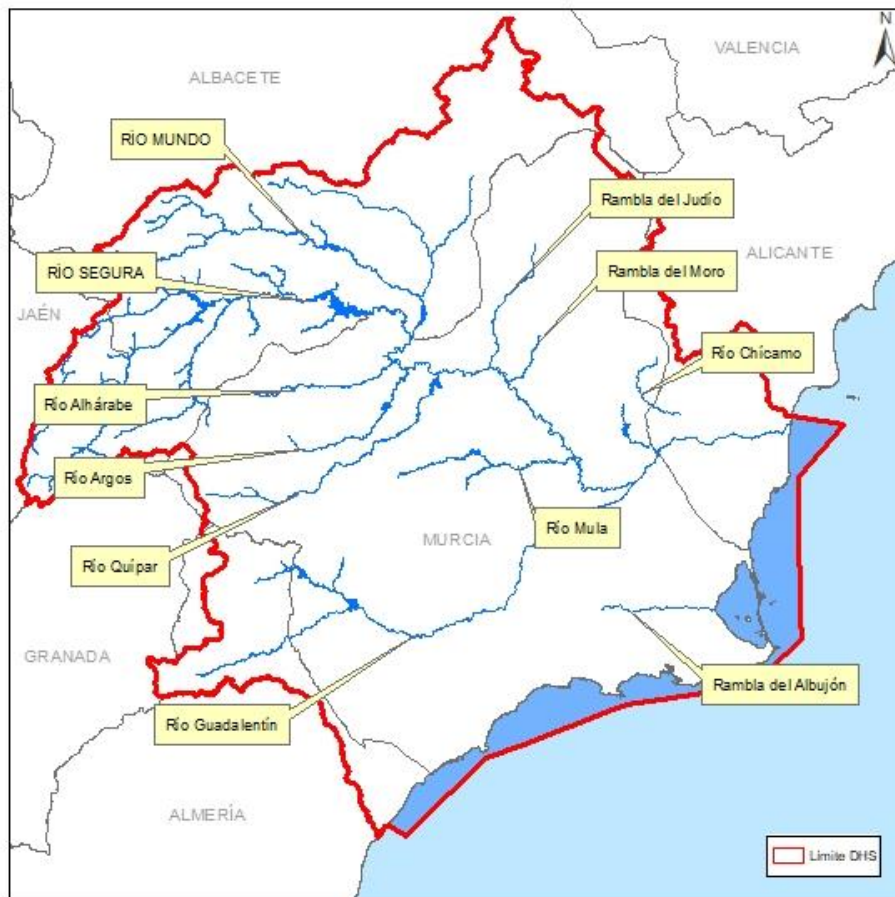 N
VALENCIA
ALBACETE
RÍO MUNDO
Rambla del Judío
ALICANTE
RÍO SEGURA
Rambla del Moro
JAÉN
Río Chícamo
Río Alhárabe
Río Argos
Río Mula
MURCIA
Río Quípar
GRANADA
Rambla del Albujón
Río Guadalentín
ALMERÍA
Límite DHS